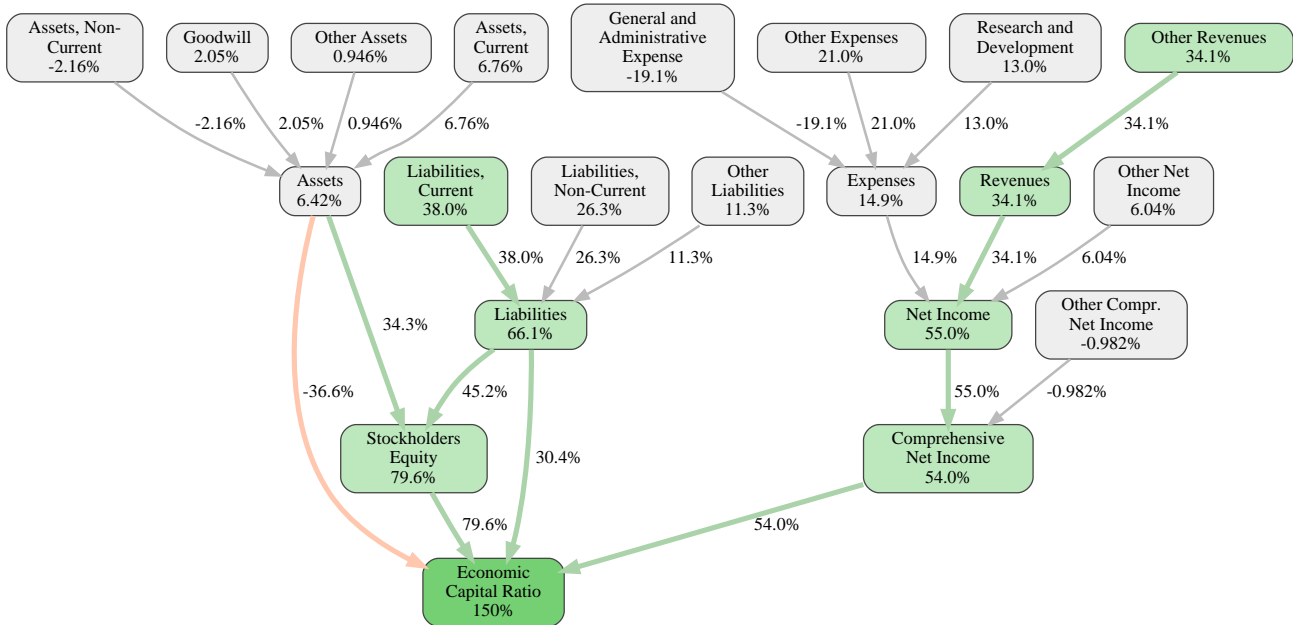 Assets, Non-
Current
-2.16%
Goodwill
2.05%
Other Assets
0.946%
Assets,
Current
6.76%
General and
Administrative
Expense
-19.1%
Other Expenses
21.0%
Research and
Development
13.0%
Other Revenues
34.1%
-2.16%
2.05%
0.946%
6.76%
-19.1%
21.0%
13.0%
34.1%
Assets
6.42%
Liabilities,
Current
38.0%
Liabilities,
Non-Current
26.3%
Other
Liabilities
11.3%
Expenses
14.9%
Revenues
34.1%
Other Net
Income
6.04%
38.0%
26.3%
11.3%
14.9%
34.1%
6.04%
34.3%
Liabilities
66.1%
Net Income
55.0%
Other Compr.
Net Income
-0.982%
-36.6%
45.2%
55.0%
-0.982%
Stockholders
Equity
79.6%
30.4%
Comprehensive
Net Income
54.0%
79.6%
54.0%
Economic
Capital Ratio
150%